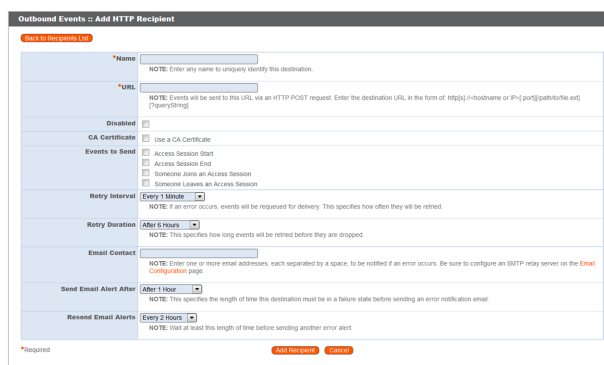 Outbound Events :: Add HTTP Recipient
Back to Recipients List
*Name
NOTE: Enter any name to uniquely identify this destination.
*URL
NOTE: Events will be sent to this URL via an HTTP POST request. Enter the destination URL in the form of: http[s]://<hostname or IP>[:port][/path/to/file.ext]
[?queryString]
Disabled
CA Certificate Use a CA Certificate
Events to Send Access Session Start
Access Session End
Someone Joins an Access Session
Someone Leaves an Access Session
Retry Interval Every 1 Minute
NOTE: If an error occurs, events will be requeued for delivery. This specifies how often they will be retried.
Retry Duration After 6 Hours
NOTE: This specifies how long events will be retried before they are dropped.
Email Contact
NOTE: Enter one or more email addresses, each separated by a space, to be notified if an error occurs. Be sure to configure an SMTP relay server on the Email
Configuration page.
Send Email Alert After After 1 Hour
NOTE: This specifies the length of time this destination must be in a failure state before sending an error notification email.
Resend Email Alerts Every 2 Hours
NOTE: Wait at least this length of time before sending another error alert.
*Required Add Recipient Cancel